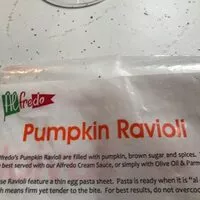 Alfredo
Pumpkin Ravioli
lfredo's Pumpkin Ravioli are filled with pumpkin, brown sugar and spices.
best served with our Alfredo Cream Sauce, or simply with Olive Oil & Parm
se Ravioli feature a thin egg pasta sheet. Pasta is ready when it is "al
h means firm yet tender to the bite. For best results, do not overcoo